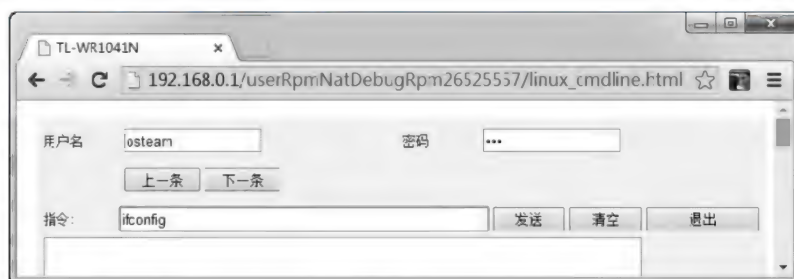 TL-WR1041N
192.168.0.1/userRpmNatDebugRpm26525557/linux_cmdline.html
用户名 osteam 密码 •••
上一条 下一条
指令: ifconfig 发送 清空 退出